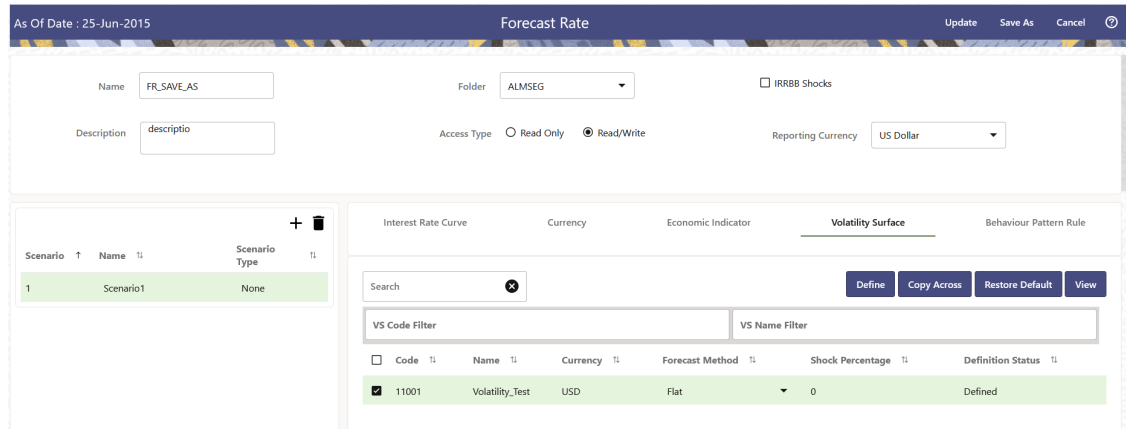 As Of Date : 25-Jun-2015 Forecast Rate Update Save As Cancel ?
Name FR_SAVE_AS Folder ALMSEG IRRBB Shocks
Description descriptio Access Type Read Only Read/Write Reporting Currency US Dollar
Interest Rate Curve Currency Economic Indicator Volatility Surface Behaviour Pattern Rule
Scenario Name Scenario Type
1 Scenario1 None
Search Define Copy Across Restore Default View
VS Code Filter VS Name Filter
Code Name Currency Forecast Method Shock Percentage Definition Status
11001 Volatility_Test USD Flat 0 Defined